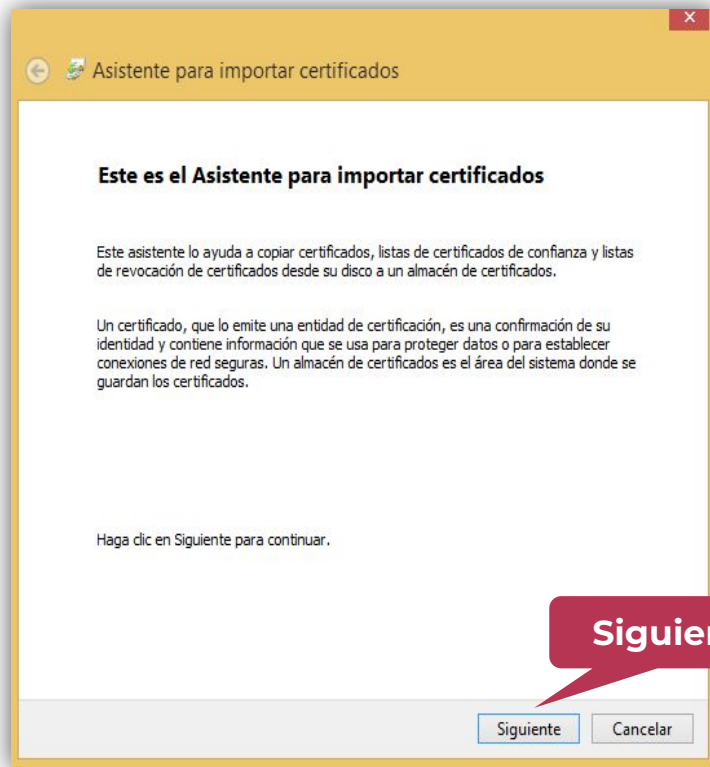 Asistente para importar certificados
Este es el Asistente para importar certificados
Este asistente lo ayuda a copiar certificados, listas de certificados de confianza y listas
de revocación de certificados desde su disco a un almacén de certificados.
Un certificado, que lo emite una entidad de certificación, es una confirmación de su
identidad y contiene información que se usa para proteger datos o para establecer
conexiones de red seguras. Un almacén de certificados es el área del sistema donde se
guardan los certificados.
Haga clic en Siguiente para continuar.
Siguiente Cancelar